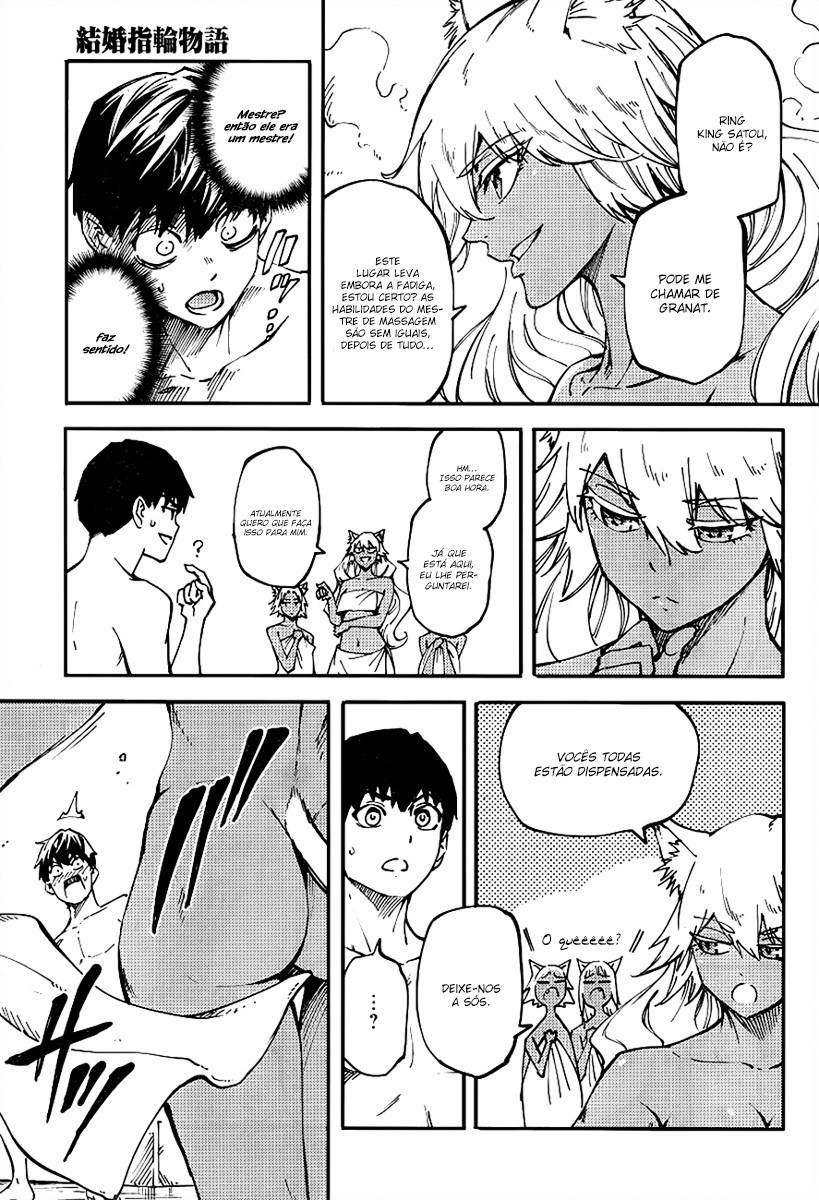 結婚指輪物語
RING
KING SATOU,
NÃO É?
PODE ME
CHAMAR DE
GRANAT.
ESTE
LUGAR LEVA
EMBORA A FADIGA,
ESTOU CERTO? AS
HABILIDADES DO MES-
TRE DE MASSAGEM
SÃO SEM IGUAIS,
DEPOIS DE TUDO...
Mestre?
então ele era
um mestre!
faz
sentido!
HM...
ISSO PARECE
BOA HORA.
JÁ QUE
ESTÁ AQUI,
EU LHE PER-
GUNTAREI.
ATUALMENTE
QUERO QUE FAÇA
ISSO PARA MIM.
?
VOCÊS TODAS
ESTÃO DISPENSADAS.
O quêêêêê?
DEIXE-NOS
A SÓS.
...?